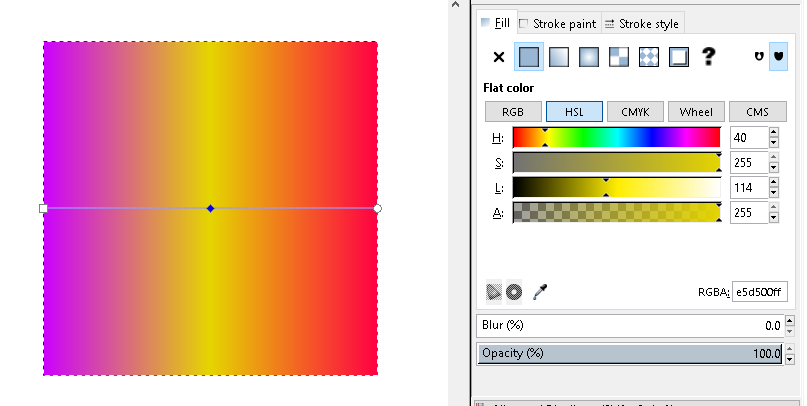 Fill Stroke paint Stroke style
?
Flat color
RGB HSL CMYK Wheel CMS
H: 40
S: 255
L: 114
A: 255
RGBA: e5d500ff
Blur (%) 0.0
Opacity (%) 100.0